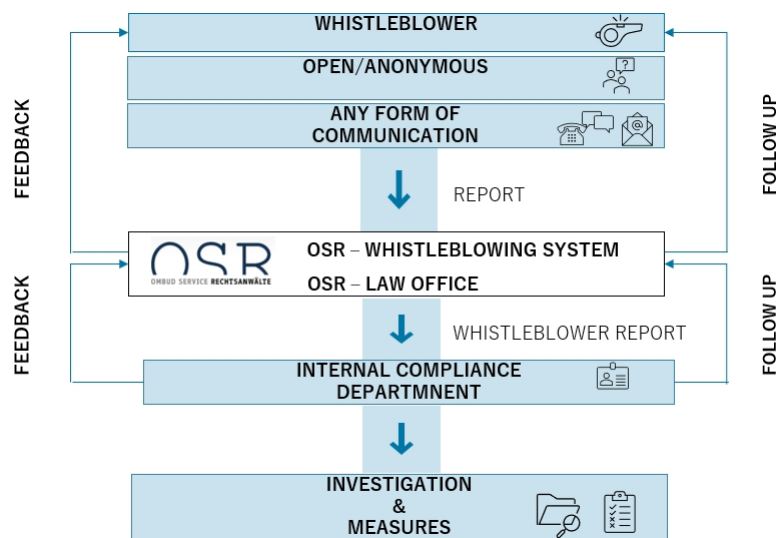 WHISTLEBLOWER
OPEN/ANONYMOUS
?
ANY FORM OF
COMMUNICATION
@
FEEDBACK
FOLLOW UP
REPORT
OSR
OMBUD SERVICE RECHTSANWÄLTE
OSR – WHISTLEBLOWING SYSTEM
OSR – LAW OFFICE
FEEDBACK
FOLLOW UP
WHISTLEBLOWER REPORT
INTERNAL COMPLIANCE
DEPARTMNENT
INVESTIGATION
&
MEASURES